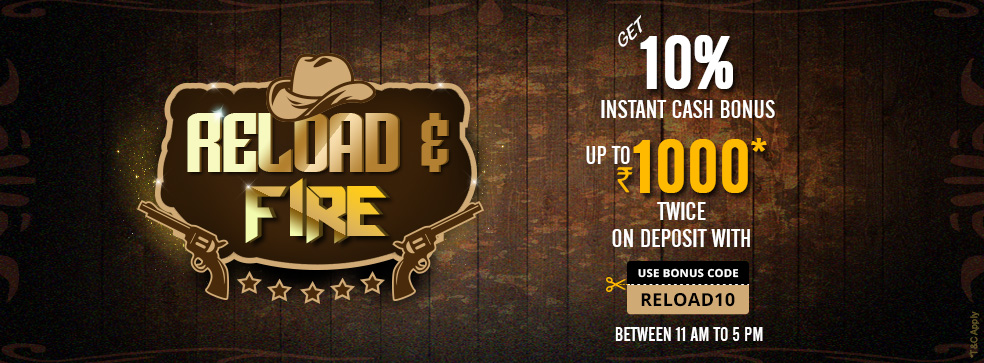 RELOAD &
FIRE
GET
10%
INSTANT CASH BONUS
UP TO
₹1000*
TWICE
ON DEPOSIT WITH
USE BONUS CODE
RELOAD10
BETWEEN 11 AM TO 5 PM
*T&C Apply